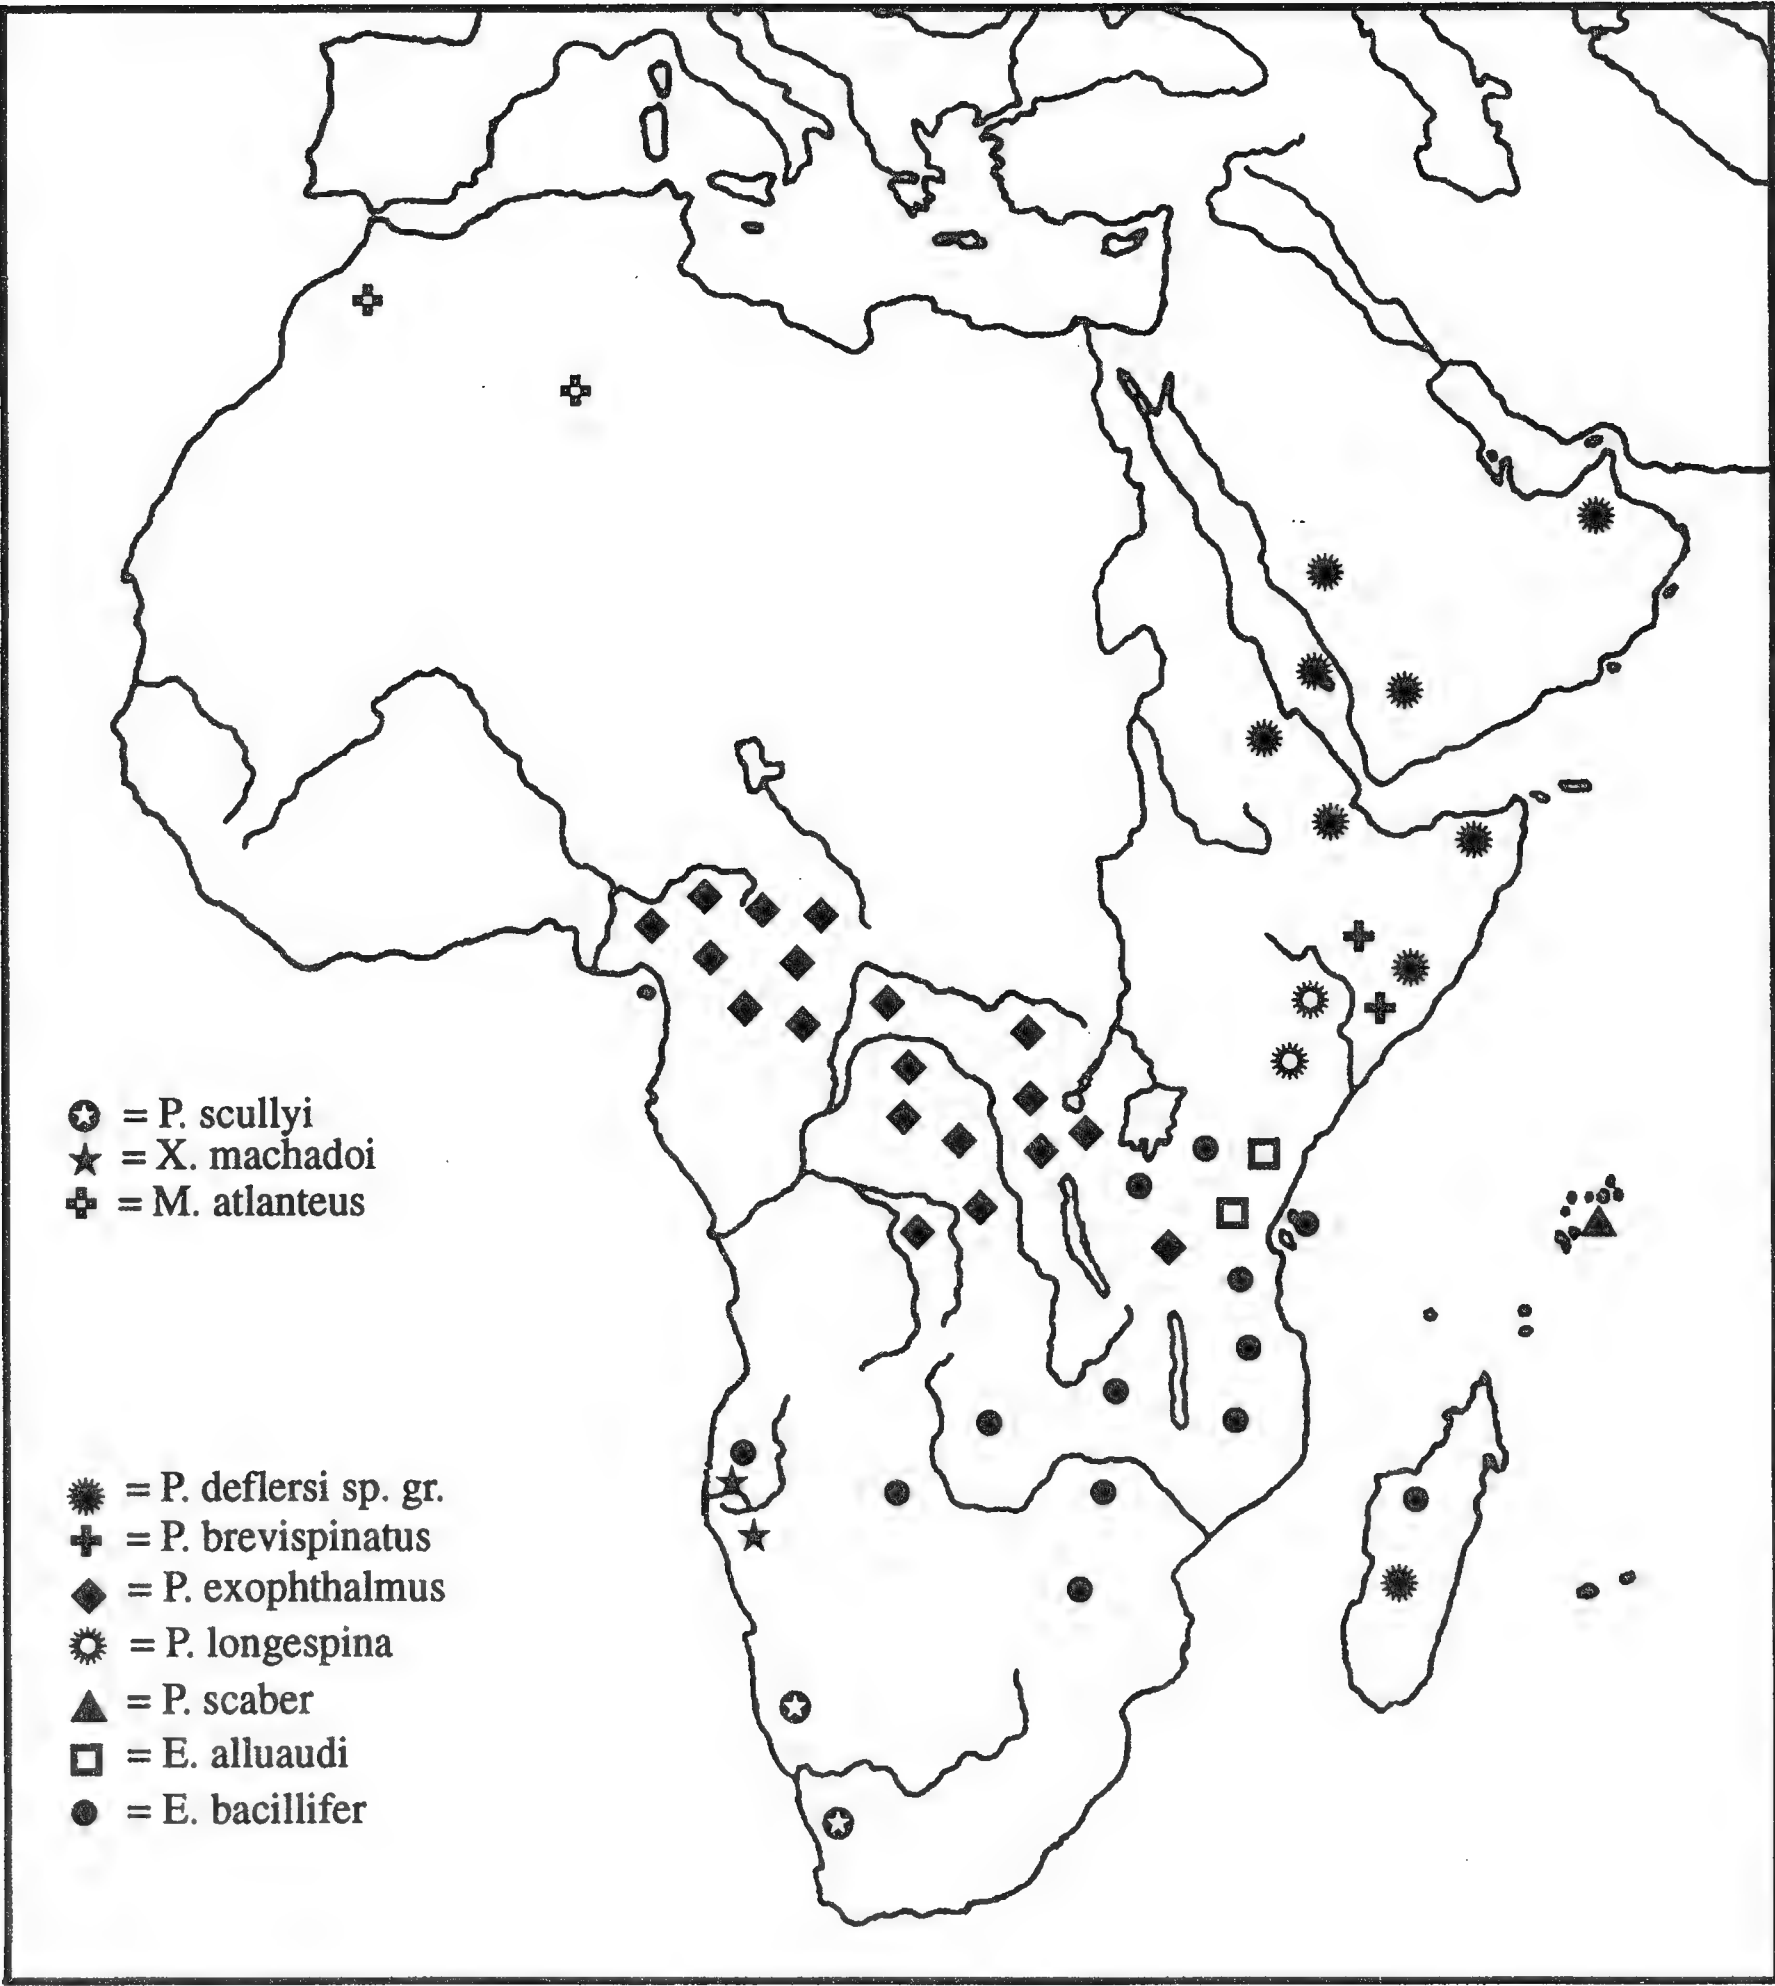 = P. scullyi
= X. machadoi
= M. atlanteus
= P. deflersi sp. gr.
= P. brevispinatus
= P. exophthalmus
= P. longespina
= P. scaber
= E. alluaudi
= E. bacillifer